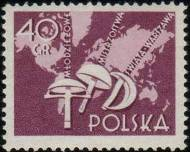 40
GR
MŁODZIEŻOWE
MISTRZOSTWA
ŚWIATA WARSZAWA
POLSKA